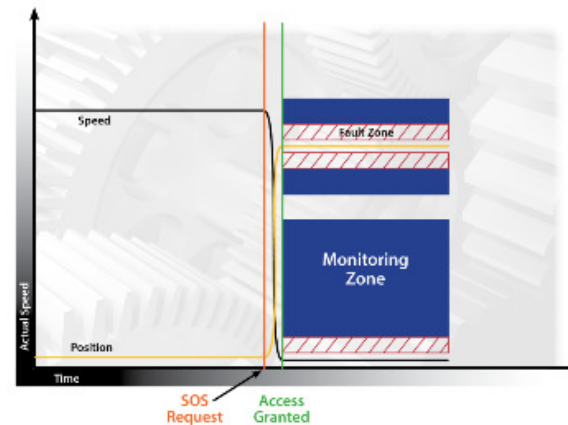 Speed
Fault Zone
Monitoring
Zone
Actual Speed
Position
Time
SOS
Request
Access
Granted